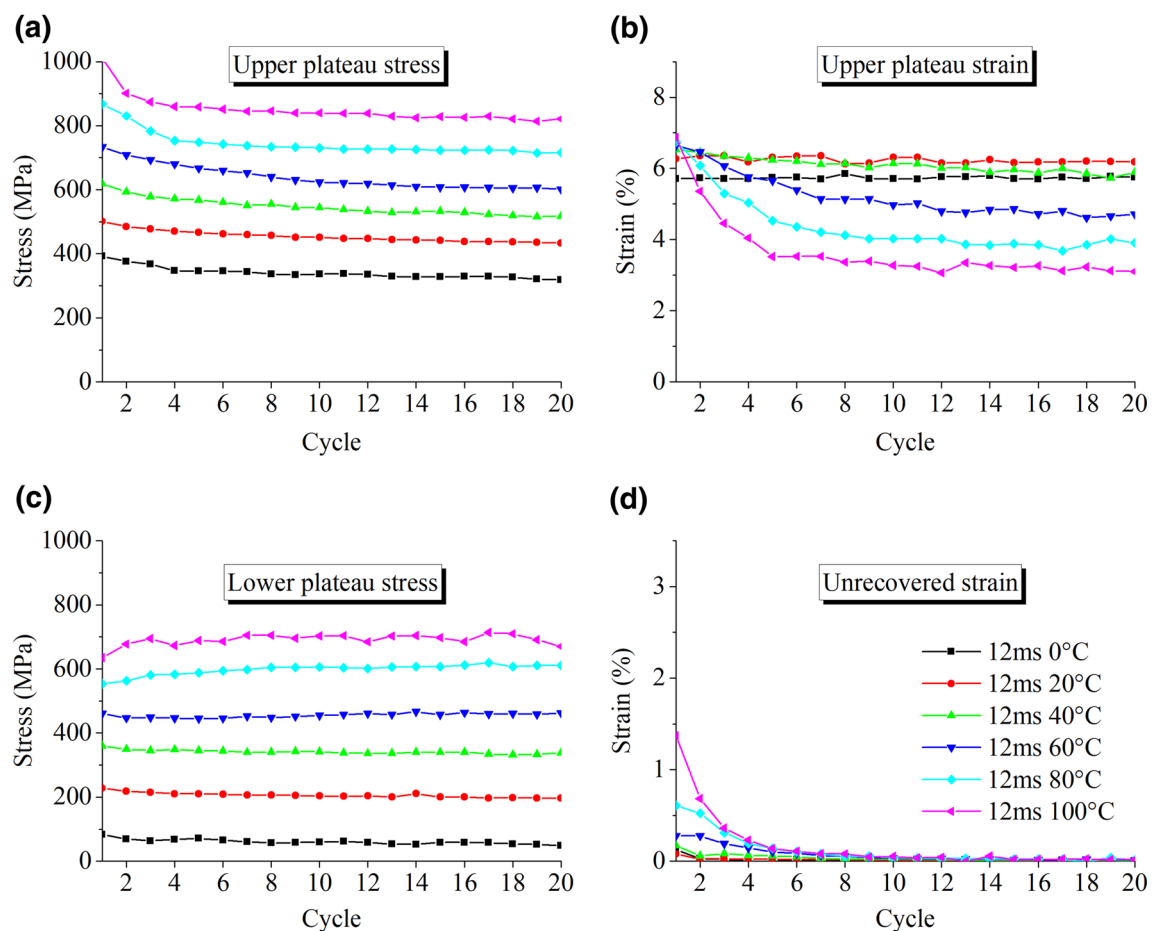 (a)
Upper plateau stress
Stress (MPa)
1000
800
600
400
200
0
2 4 6 8 10 12 14 16 18 20
Cycle
(b)
Upper plateau strain
Strain (%)
8
6
4
2
0
2 4 6 8 10 12 14 16 18 20
Cycle
(c)
Lower plateau stress
Stress (MPa)
1000
800
600
400
200
0
2 4 6 8 10 12 14 16 18 20
Cycle
(d)
Unrecovered strain
Strain (%)
3
2
1
0
12ms 0°C
12ms 20°C
12ms 40°C
12ms 60°C
12ms 80°C
12ms 100°C
2 4 6 8 10 12 14 16 18 20
Cycle